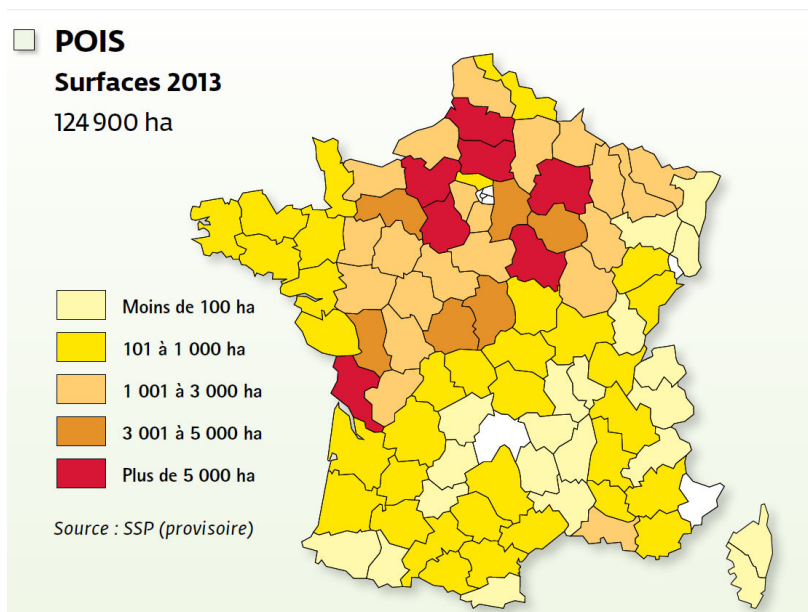 POIS
Surfaces 2013
124 900 ha
Moins de 100 ha
101 à 1 000 ha
1 001 à 3 000 ha
3 001 à 5 000 ha
Plus de 5 000 ha
Source : SSP (provisoire)